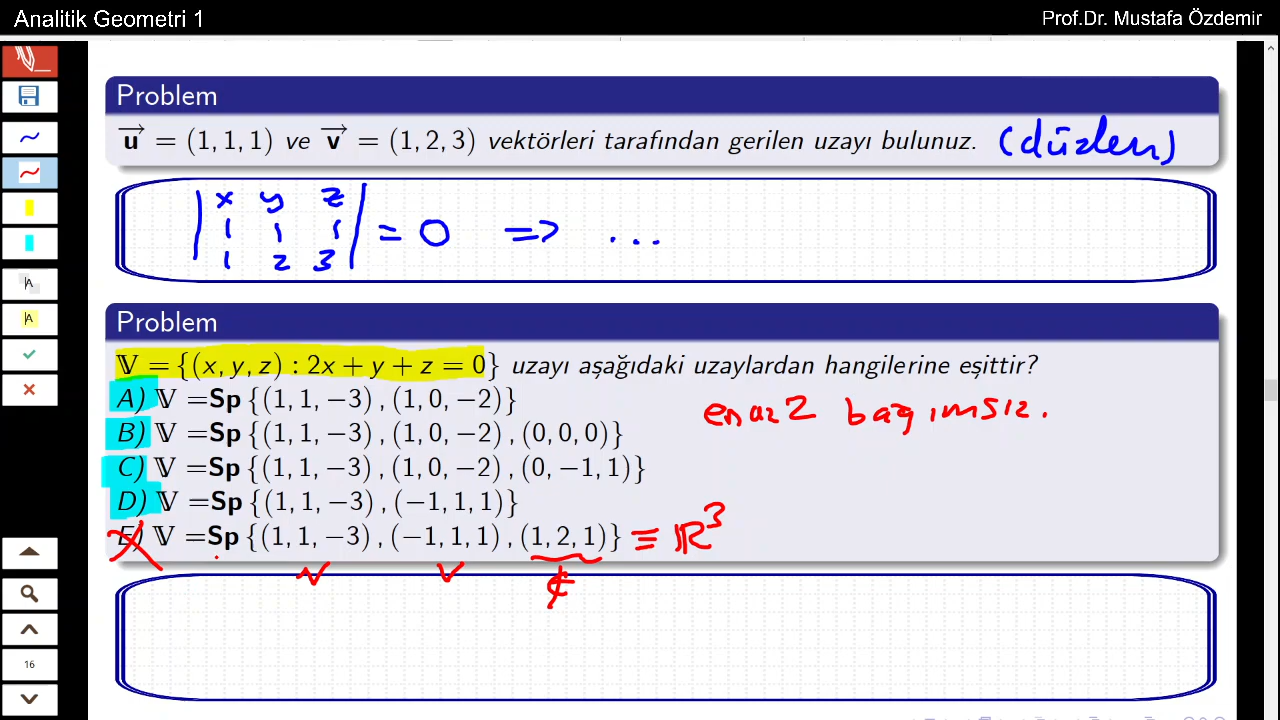 Analitik Geometri 1
Prof.Dr. Mustafa Özdemir
Problem
u = (1, 1, 1) ve v = (1, 2, 3) vektörleri tarafından gerilen uzayı bulunuz. (düzlem)
| x y z |
| 1 1 1 | = 0 ⇒ ...
| 1 2 3 |
Problem
𝕍 = {(x, y, z) : 2x + y + z = 0} uzayı aşağıdaki uzaylardan hangilerine eşittir?
A) 𝕍 =Sp {(1, 1, −3) , (1, 0, −2)}
en az 2 bağımsız.
B) 𝕍 =Sp {(1, 1, −3) , (1, 0, −2) , (0, 0, 0)}
C) 𝕍 =Sp {(1, 1, −3) , (1, 0, −2) , (0, −1, 1)}
D) 𝕍 =Sp {(1, 1, −3) , (−1, 1, 1)}
E) 𝕍 =Sp {(1, 1, −3) , (−1, 1, 1) , (1, 2, 1)} ≡ ℝ³
∉
A
A
16